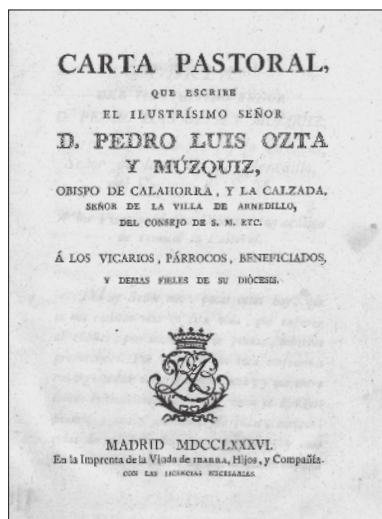 CARTA PASTORAL,
QUE ESCRIBE
EL ILUSTRÍSIMO SEÑOR
D. PEDRO LUIS OZTA
Y MÚZQUIZ,
OBISPO DE CALAHORRA, Y LA CALZADA,
SEÑOR DE LA VILLA DE ARNEDILLO,
DEL CONSEJO DE S. M. ETC.
Á LOS VICARIOS, PÁRROCOS, BENEFICIADOS,
Y DEMAS FIELES DE SU DIÓCESIS.
MADRID MDCCLXXXVI.
En la Imprenta de la Viuda de IBARRA, Hijos, y Compañía.
CON LAS LICENCIAS NECESARIAS.